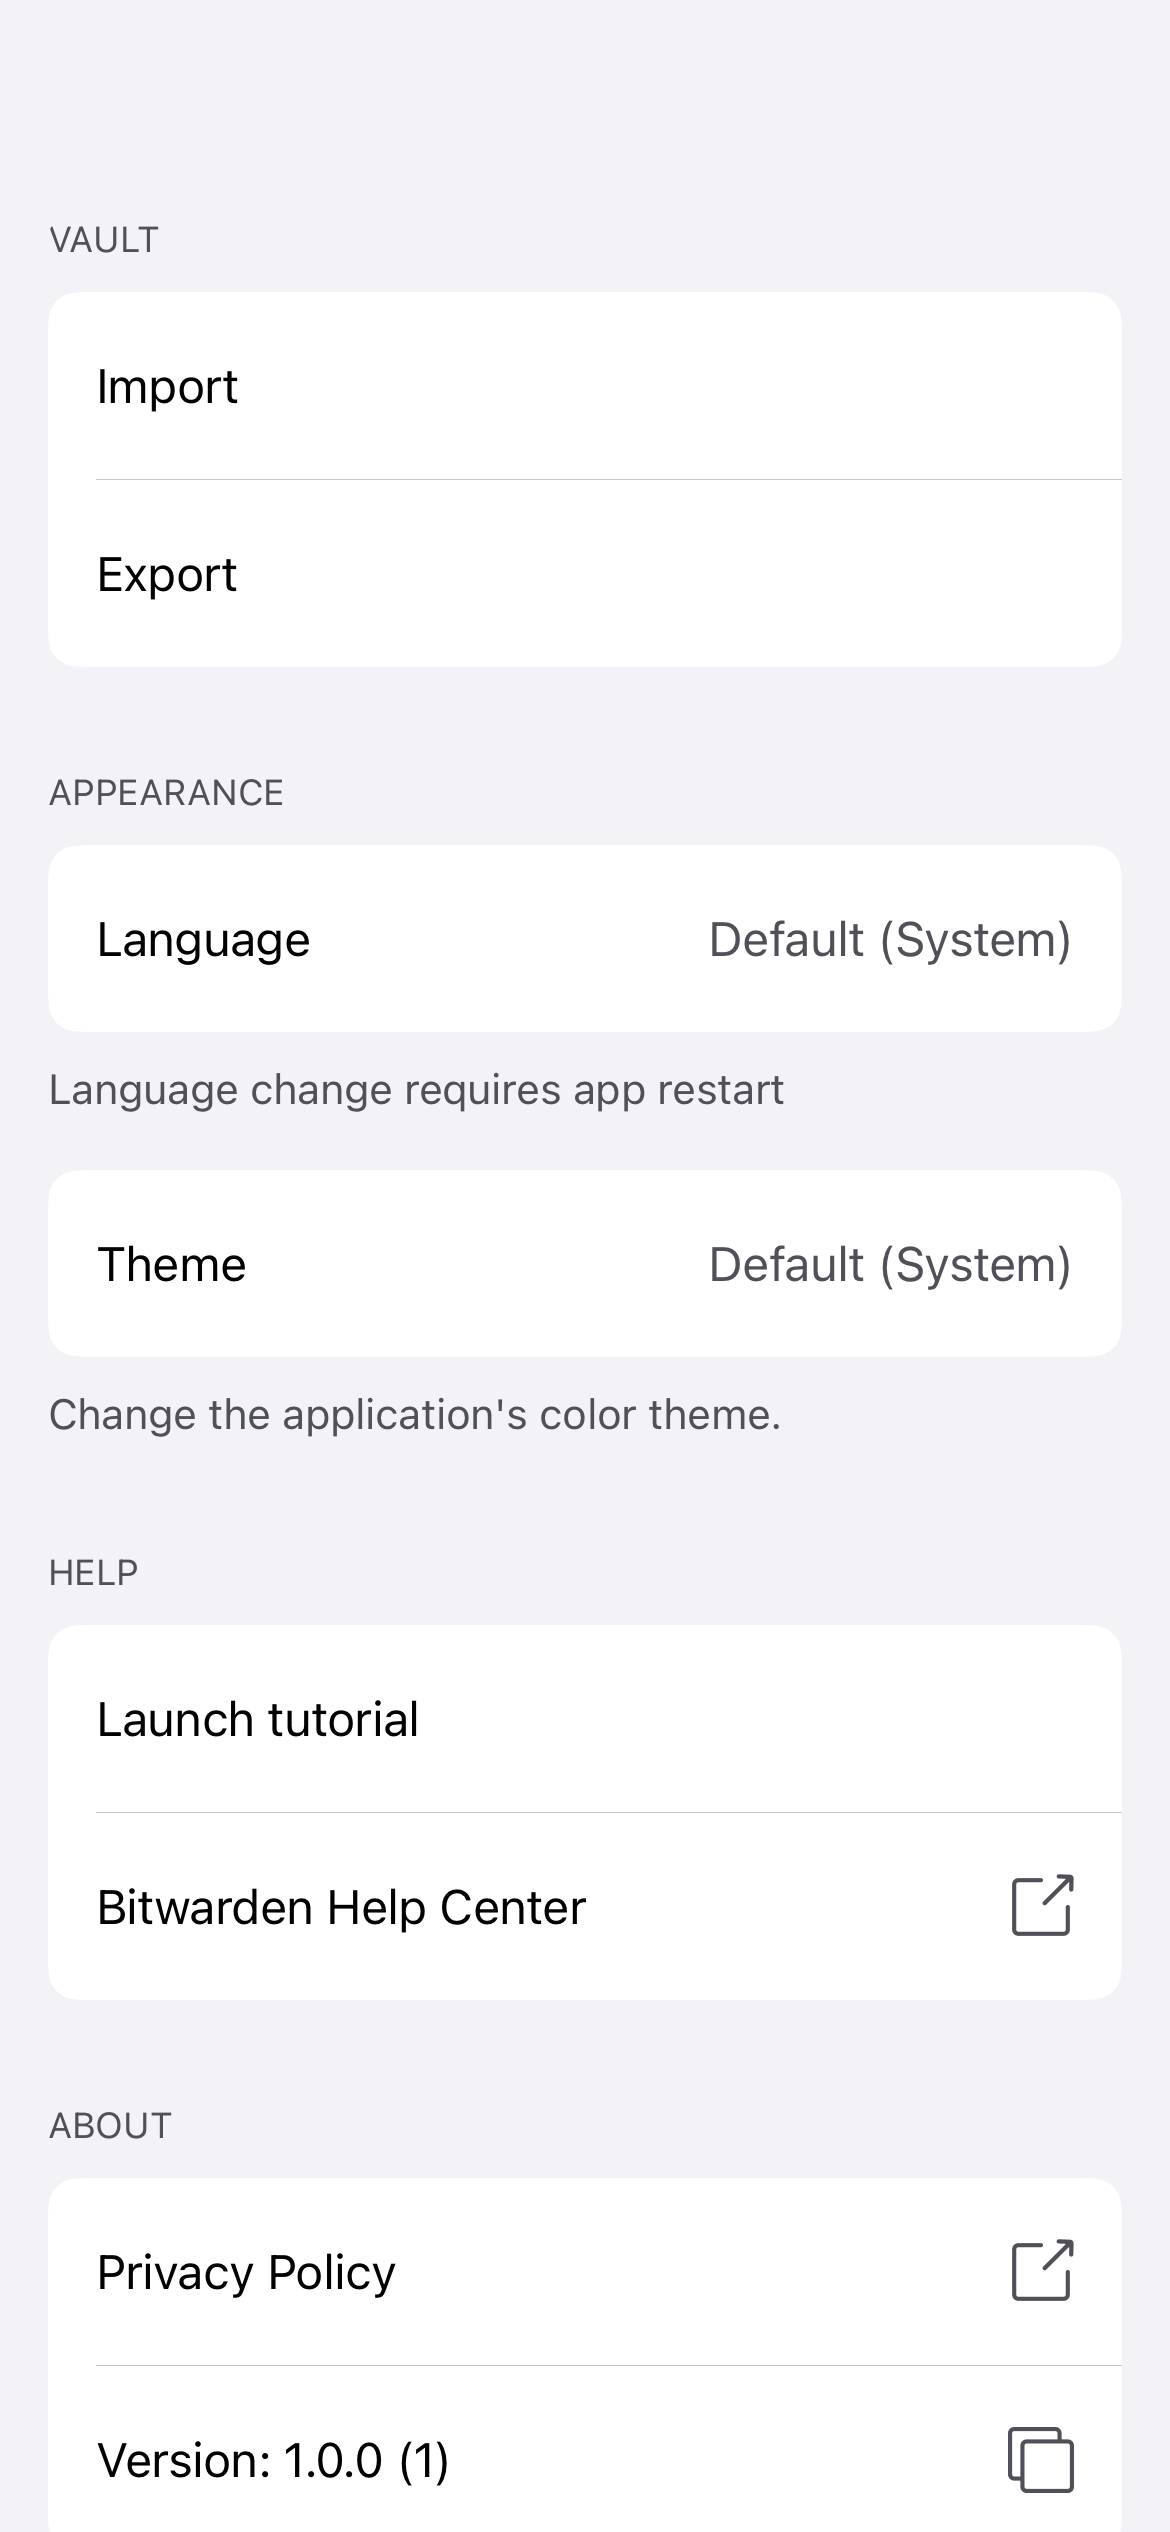 VAULT
Import
Export
APPEARANCE
Language Default (System)
Language change requires app restart
Theme Default (System)
Change the application's color theme.
HELP
Launch tutorial
Bitwarden Help Center
ABOUT
Privacy Policy
Version: 1.0.0 (1)